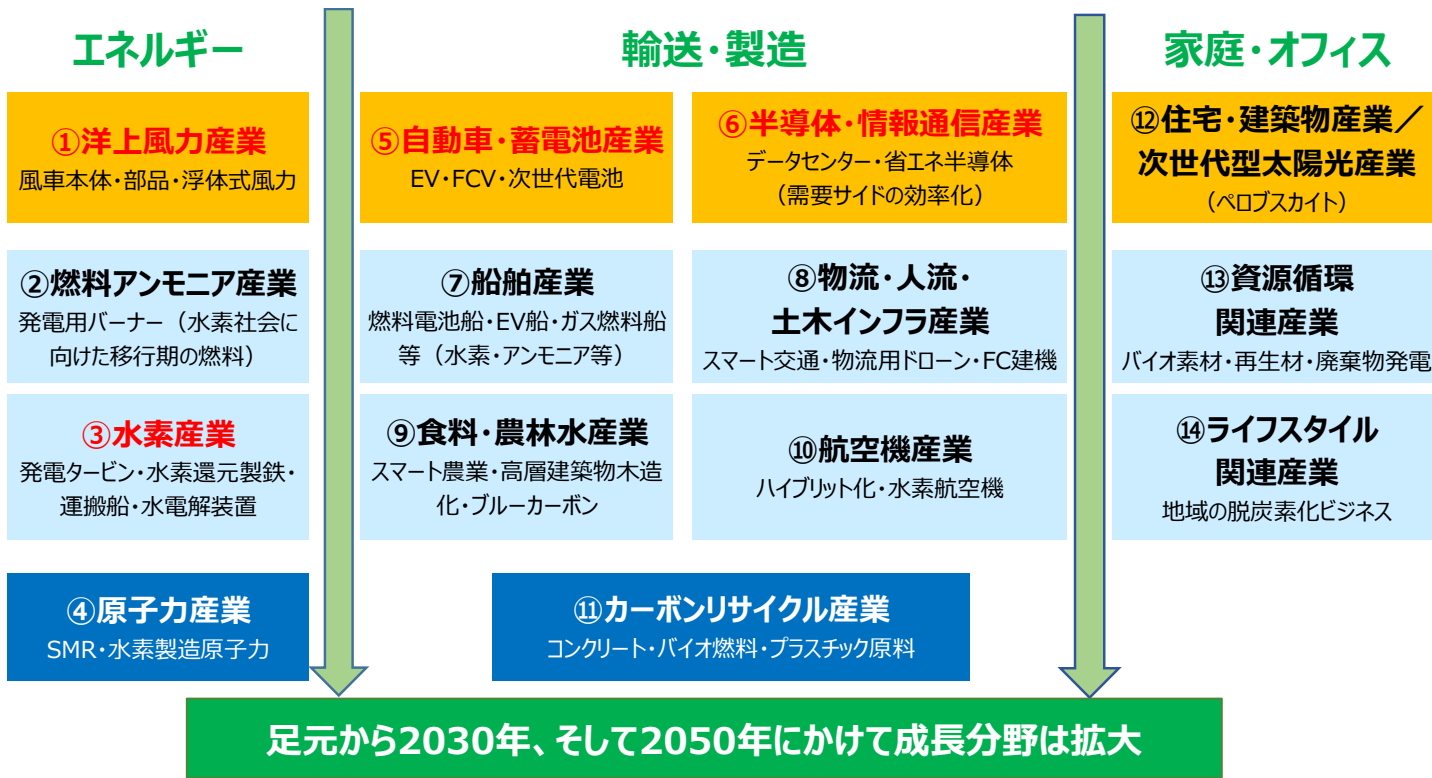 エネルギー
輸送・製造
家庭・オフィス
①洋上風力産業
風車本体・部品・浮体式風力
⑤自動車・蓄電池産業
EV・FCV・次世代電池
⑥半導体・情報通信産業
データセンター・省エネ半導体
（需要サイドの効率化）
⑫住宅・建築物産業／
次世代型太陽光産業
（ペロブスカイト）
②燃料アンモニア産業
発電用バーナー（水素社会に
向けた移行期の燃料）
⑦船舶産業
燃料電池船・EV船・ガス燃料船
等（水素・アンモニア等）
⑧物流・人流・
土木インフラ産業
スマート交通・物流用ドローン・FC建機
⑬資源循環
関連産業
バイオ素材・再生材・廃棄物発電
③水素産業
発電タービン・水素還元製鉄・
運搬船・水電解装置
⑨食料・農林水産業
スマート農業・高層建築物木造
化・ブルーカーボン
⑩航空機産業
ハイブリット化・水素航空機
⑭ライフスタイル
関連産業
地域の脱炭素化ビジネス
④原子力産業
SMR・水素製造原子力
⑪カーボンリサイクル産業
コンクリート・バイオ燃料・プラスチック原料
足元から2030年、そして2050年にかけて成長分野は拡大